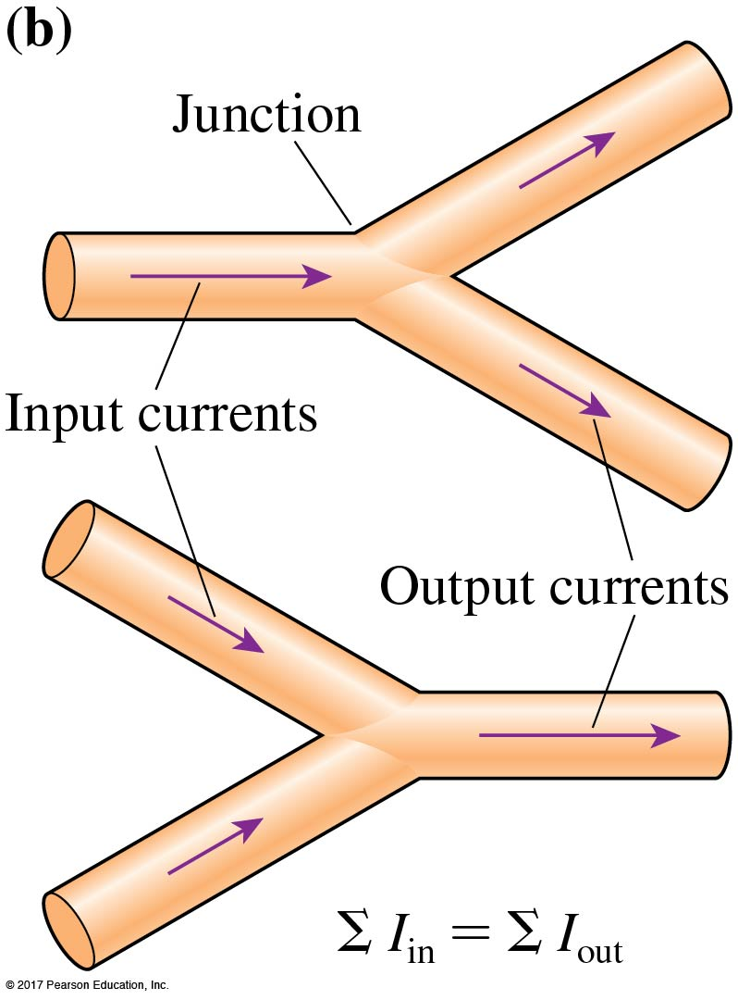 (b)
Junction
Input currents
Output currents
Σ I_in = Σ I_out
© 2017 Pearson Education, Inc.